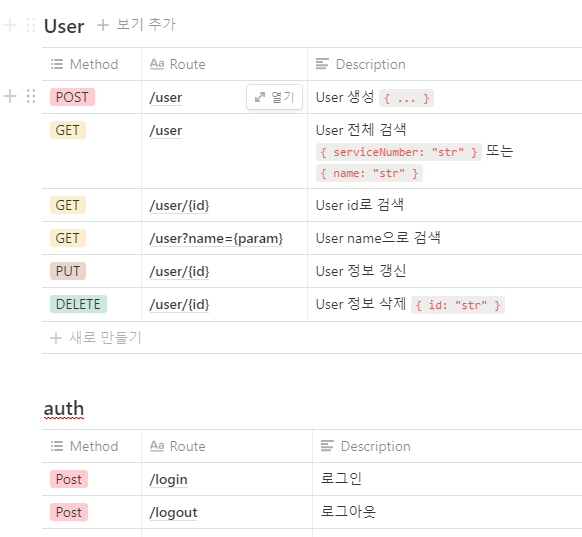 User + 보기 추가
Method Route Description
POST /user 열기 User 생성 { ... }
GET /user User 전체 검색
{ serviceNumber: "str" } 또는
{ name: "str" }
GET /user/{id} User id로 검색
GET /user?name={param} User name으로 검색
PUT /user/{id} User 정보 갱신
DELETE /user/{id} User 정보 삭제 { id: "str" }
+ 새로 만들기
auth
Aa Method Route Description
Post /login 로그인
Post /logout 로그아웃